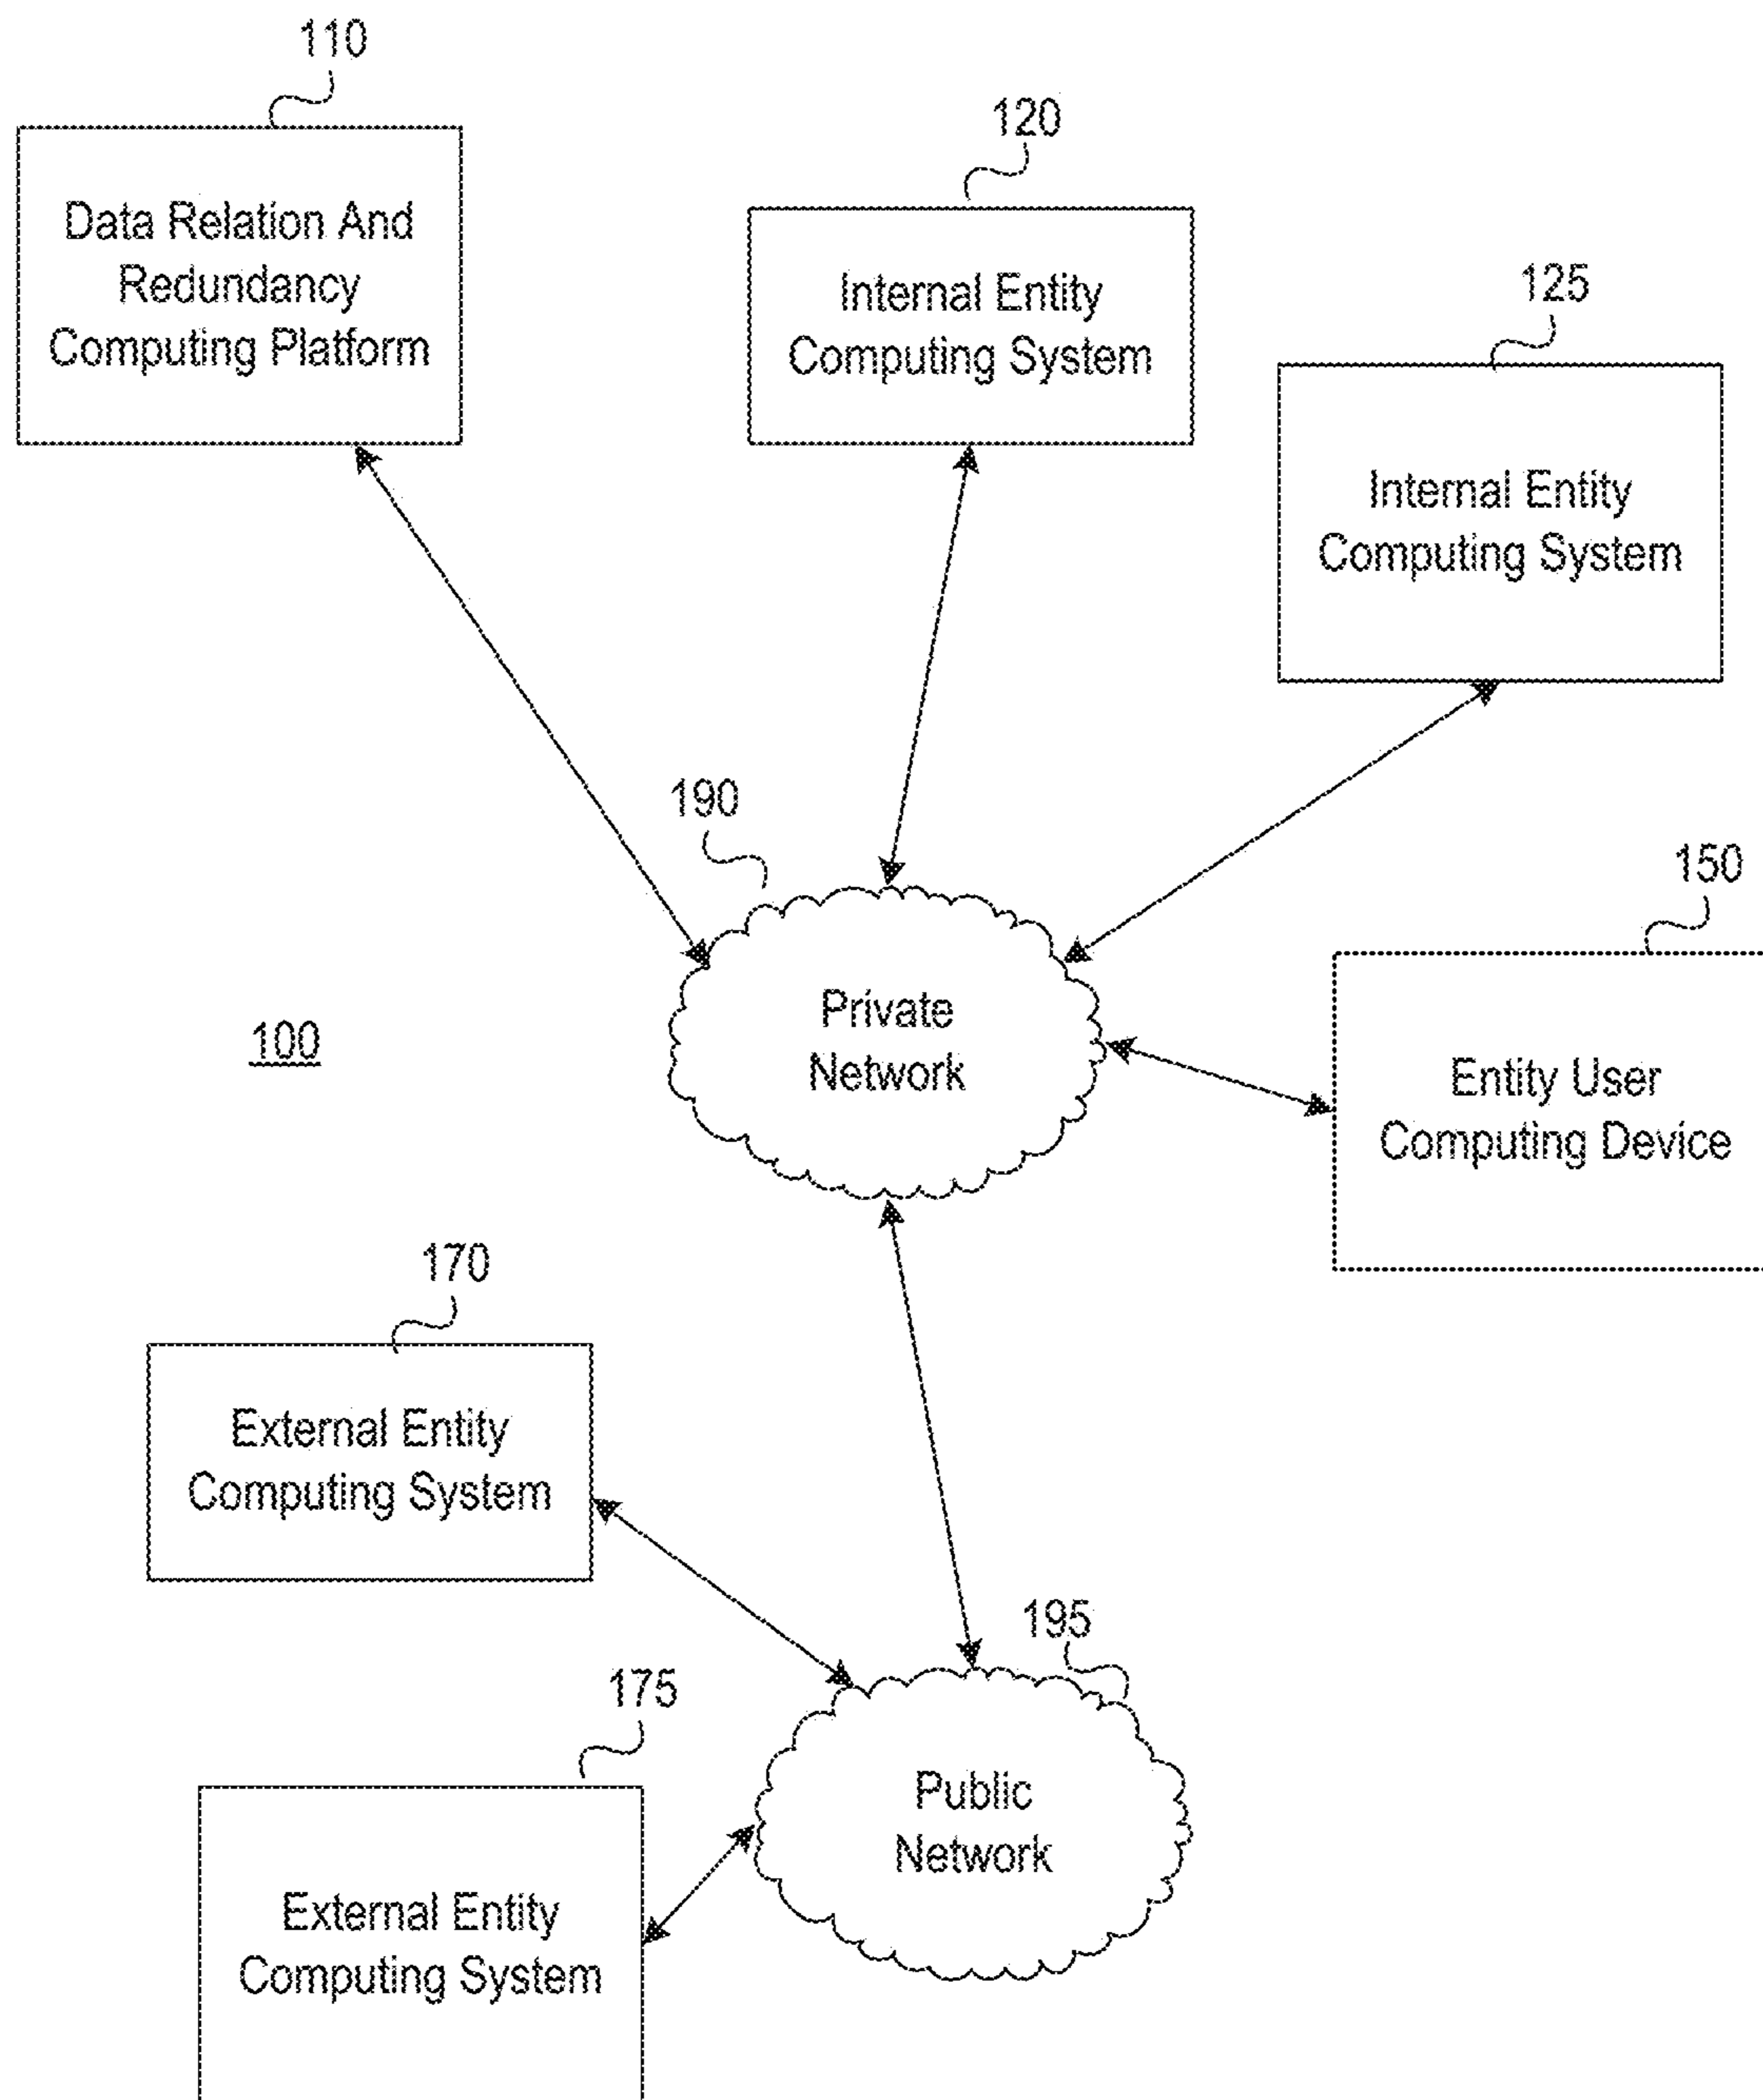 110
Data Relation And
Redundancy
Computing Platform
120
Internal Entity
Computing System
125
Internal Entity
Computing System
190
Private
Network
150
Entity User
Computing Device
100
170
External Entity
Computing System
195
Public
Network
175
External Entity
Computing System